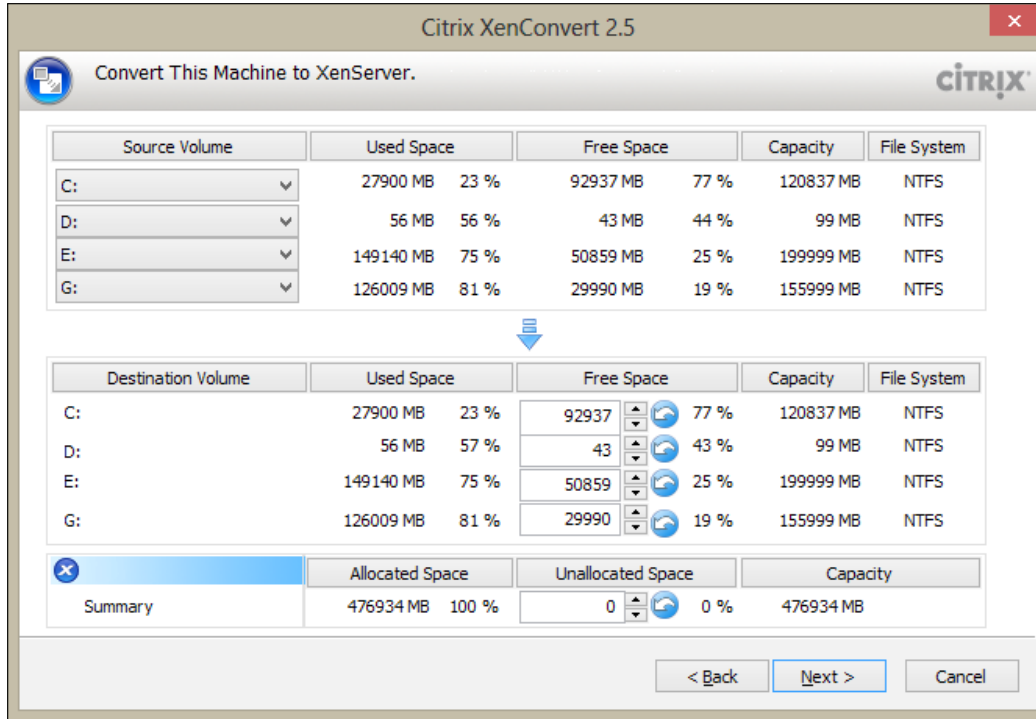 Citrix XenConvert 2.5
Convert This Machine to XenServer.
CİTRIX
Source Volume Used Space Free Space Capacity File System
C: 27900 MB 23 % 92937 MB 77 % 120837 MB NTFS
D: 56 MB 56 % 43 MB 44 % 99 MB NTFS
E: 149140 MB 75 % 50859 MB 25 % 199999 MB NTFS
G: 126009 MB 81 % 29990 MB 19 % 155999 MB NTFS
Destination Volume Used Space Free Space Capacity File System
C: 27900 MB 23 % 92937 77 % 120837 MB NTFS
D: 56 MB 57 % 43 43 % 99 MB NTFS
E: 149140 MB 75 % 50859 25 % 199999 MB NTFS
G: 126009 MB 81 % 29990 19 % 155999 MB NTFS
Allocated Space Unallocated Space Capacity
Summary 476934 MB 100 % 0 0 % 476934 MB
< Back Next > Cancel